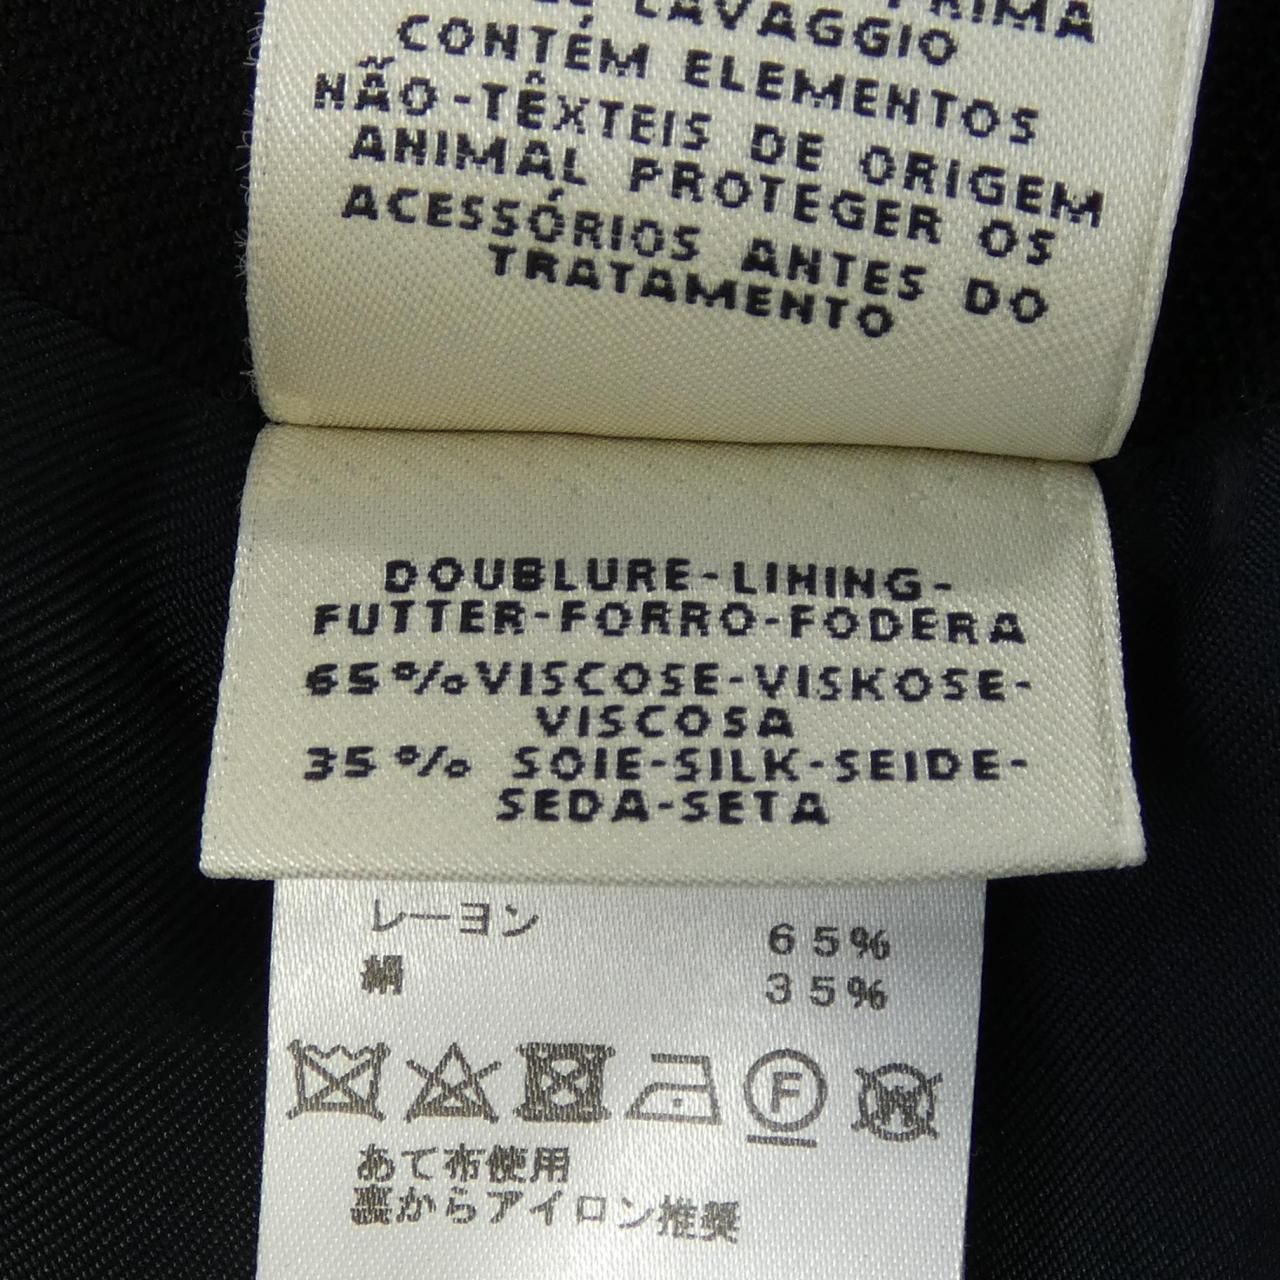 PRIMA
LAVAGGIO
CONTÉM ELEMENTOS
NÃO-TÊXTEIS DE ORIGEM
ANIMAL PROTEGER OS
ACESSÓRIOS ANTES DO
TRATAMENTO
DOUBLURE-LINING-
FUTTER-FORRO-FODERA
65%VISCOSE-VISKOSE-
VISCOSA
35% SOIE-SILK-SEIDE-
SEDA-SETA
レーヨン 65%
絹 35%
F W
あて布使用
裏からアイロン推奨